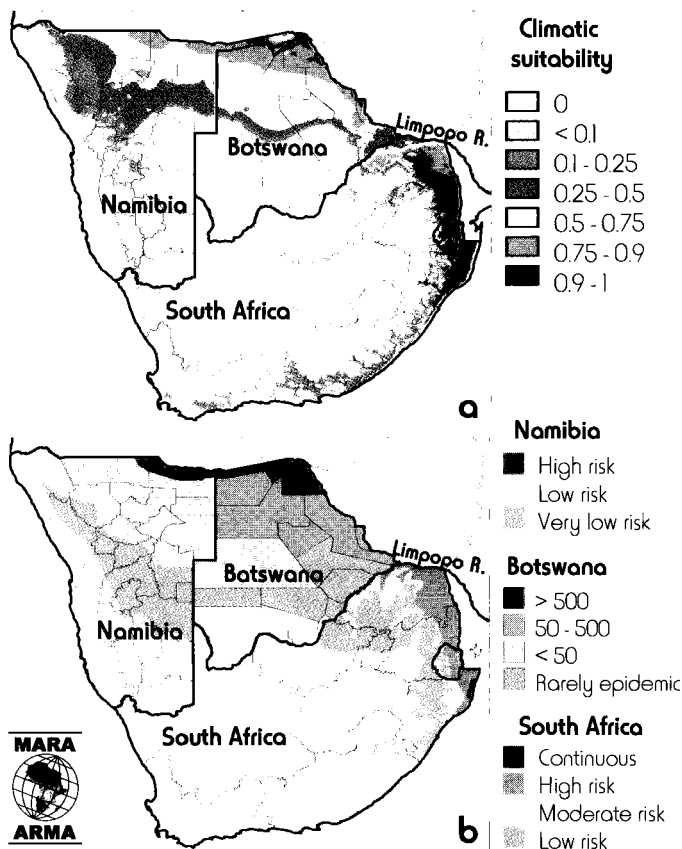 Climatic
suitability
0
< 0.1
0.1 - 0.25
0.25 - 0.5
0.5 - 0.75
0.75 - 0.9
0.9 - 1
Limpopo R.
Botswana
Namibia
South Africa
a
Namibia
High risk
Low risk
Very low risk
Limpopo R.
Botswana
Botswana
> 500
50 - 500
< 50
Rarely epidemic
Namibia
South Africa
South Africa
Continuous
High risk
Moderate risk
Low risk
MARA
ARMA
b